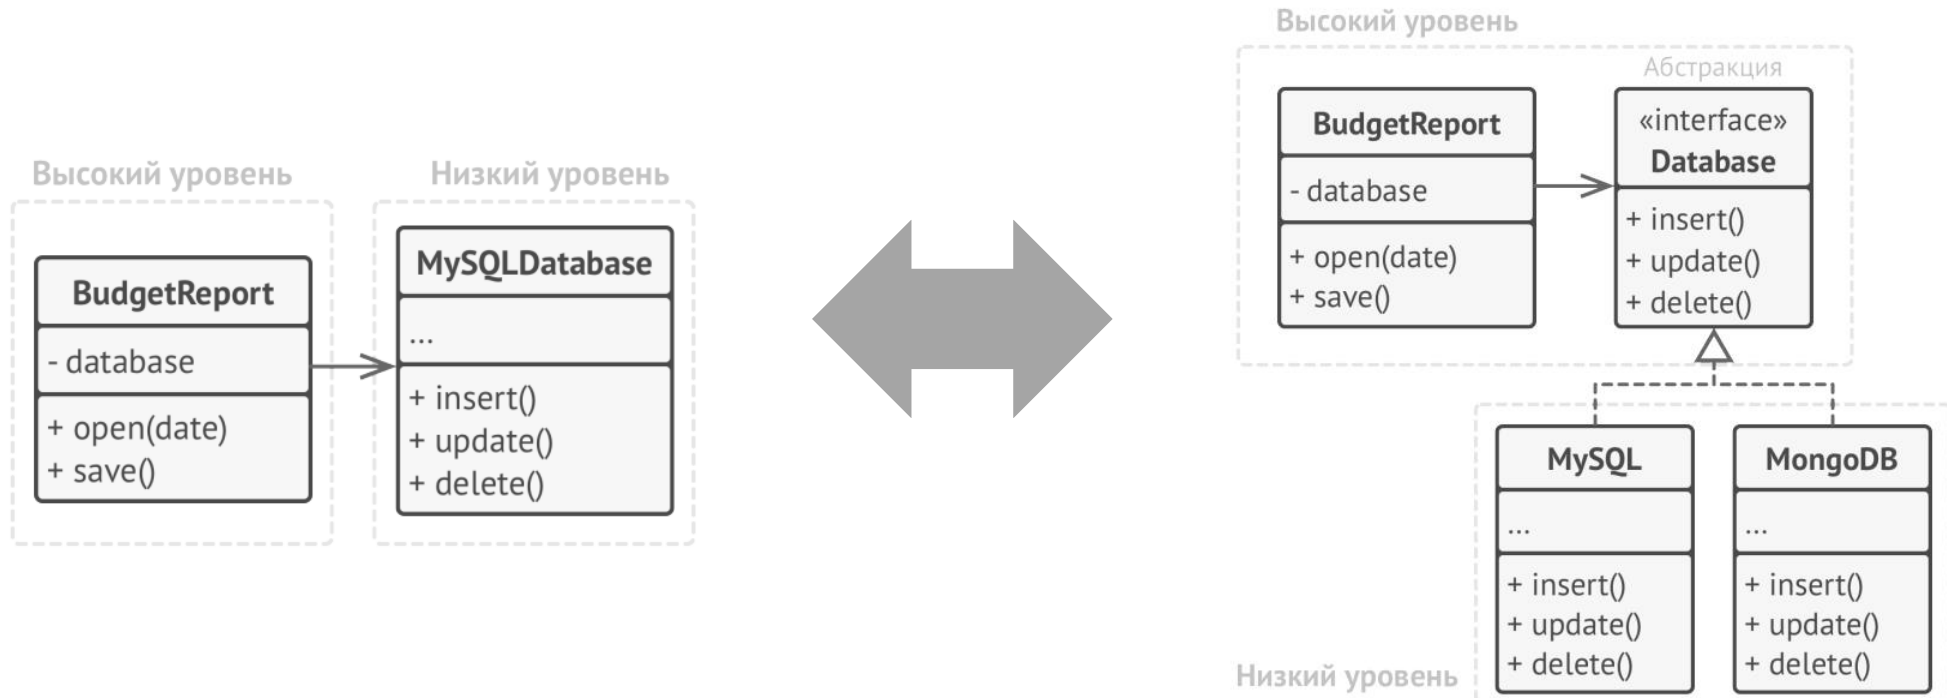 Высокий уровень
BudgetReport
- database
+ open(date)
+ save()
Низкий уровень
MySQLDatabase
...
+ insert()
+ update()
+ delete()
Высокий уровень
BudgetReport
- database
+ open(date)
+ save()
Абстракция
«interface»
Database
+ insert()
+ update()
+ delete()
Низкий уровень
MySQL
...
+ insert()
+ update()
+ delete()
MongoDB
...
+ insert()
+ update()
+ delete()